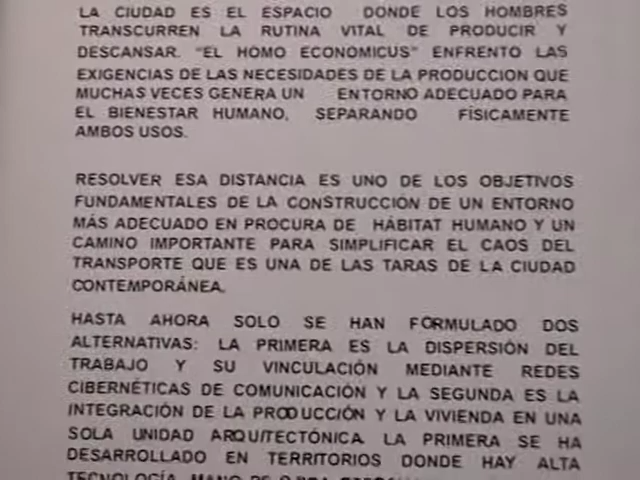 LA CIUDAD ES EL ESPACIO DONDE LOS HOMBRES
TRANSCURREN LA RUTINA VITAL DE PRODUCIR Y
DESCANSAR. "EL HOMO ECONOMICUS" ENFRENTO LAS
EXIGENCIAS DE LAS NECESIDADES DE LA PRODUCCION QUE
MUCHAS VECES GENERA UN ENTORNO ADECUADO PARA
EL BIENESTAR HUMANO, SEPARANDO FÍSICAMENTE
AMBOS USOS.
RESOLVER ESA DISTANCIA ES UNO DE LOS OBJETIVOS
FUNDAMENTALES DE LA CONSTRUCCIÓN DE UN ENTORNO
MÁS ADECUADO EN PROCURA DE HÁBITAT HUMANO Y UN
CAMINO IMPORTANTE PARA SIMPLIFICAR EL CAOS DEL
TRANSPORTE QUE ES UNA DE LAS TARAS DE LA CIUDAD
CONTEMPORÁNEA.
HASTA AHORA SOLO SE HAN FORMULADO DOS
ALTERNATIVAS: LA PRIMERA ES LA DISPERSIÓN DEL
TRABAJO Y SU VINCULACIÓN MEDIANTE REDES
CIBERNÉTICAS DE COMUNICACIÓN Y LA SEGUNDA ES LA
INTEGRACIÓN DE LA PRODUCCIÓN Y LA VIVIENDA EN UNA
SOLA UNIDAD ARQUITECTÓNICA. LA PRIMERA SE HA
DESARROLLADO EN TERRITORIOS DONDE HAY ALTA
TECNOLOGÍA, MANO DE OBRA